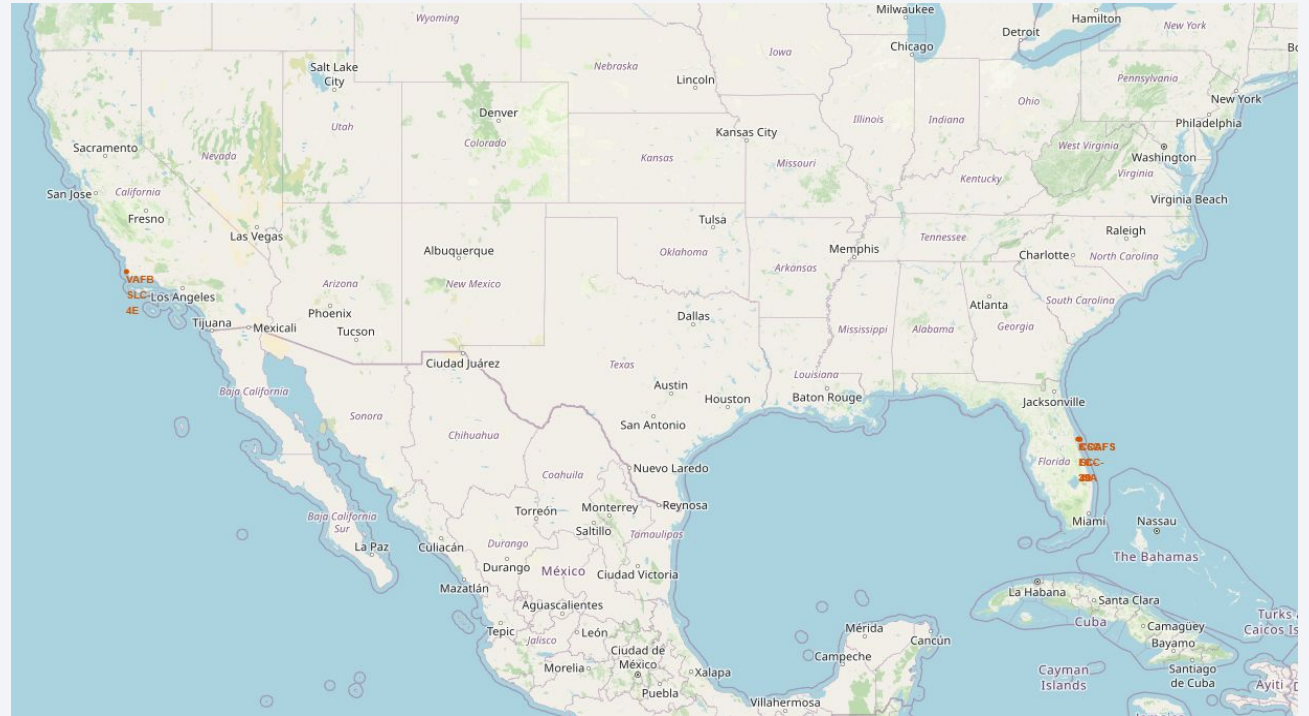 Wyoming
Milwaukee
Hamilton
New York
Detroit
Chicago
Iowa
Salt Lake
City
Nebraska
Lincoln
Pennsylvania
New York
Philadelphia
Denver
Utah
Colorado
Illinois
Indiana
Ohio
Kansas City
West Virginia
Washington
Sacramento
Nevada
Kansas
Missouri
Kentucky
Virginia
San Jose
California
Virginia Beach
Fresno
Las Vegas
Tulsa
Raleigh
Albuquerque
Oklahoma
Memphis
Tennessee
Charlotte
North Carolina
Arkansas
VAFB
SLC-
4E
Los Angeles
Arizona
New Mexico
Atlanta
South Carolina
Phoenix
Dallas
Tijuana
Mexicali
Tucson
Mississippi
Alabama
Georgia
Ciudad Juárez
Texas
Louisiana
Baja California
Austin
Houston
Baton Rouge
Jacksonville
Sonora
San Antonio
Chihuahua
Florida
Coahuila
Nuevo Laredo
Baja California
Sur
Torreón
Monterrey
Reynosa
Miami
Nassau
Saltillo
Tamaulipas
La Paz
Culiacán
Durango
Durango
México
Ciudad Victoria
The Bahamas
Mazatlán
La Habana
Santa Clara
Aguascalientes
Cuba
Turks
Caicos Is
Camagüey
Tepic
León
Mérida
Cancún
Bayamo
Jalisco
Ciudad de
México
Campeche
Morelia
Xalapa
Cayman
Islands
Santiago
de Cuba
Puebla
Ayiti
Villahermosa